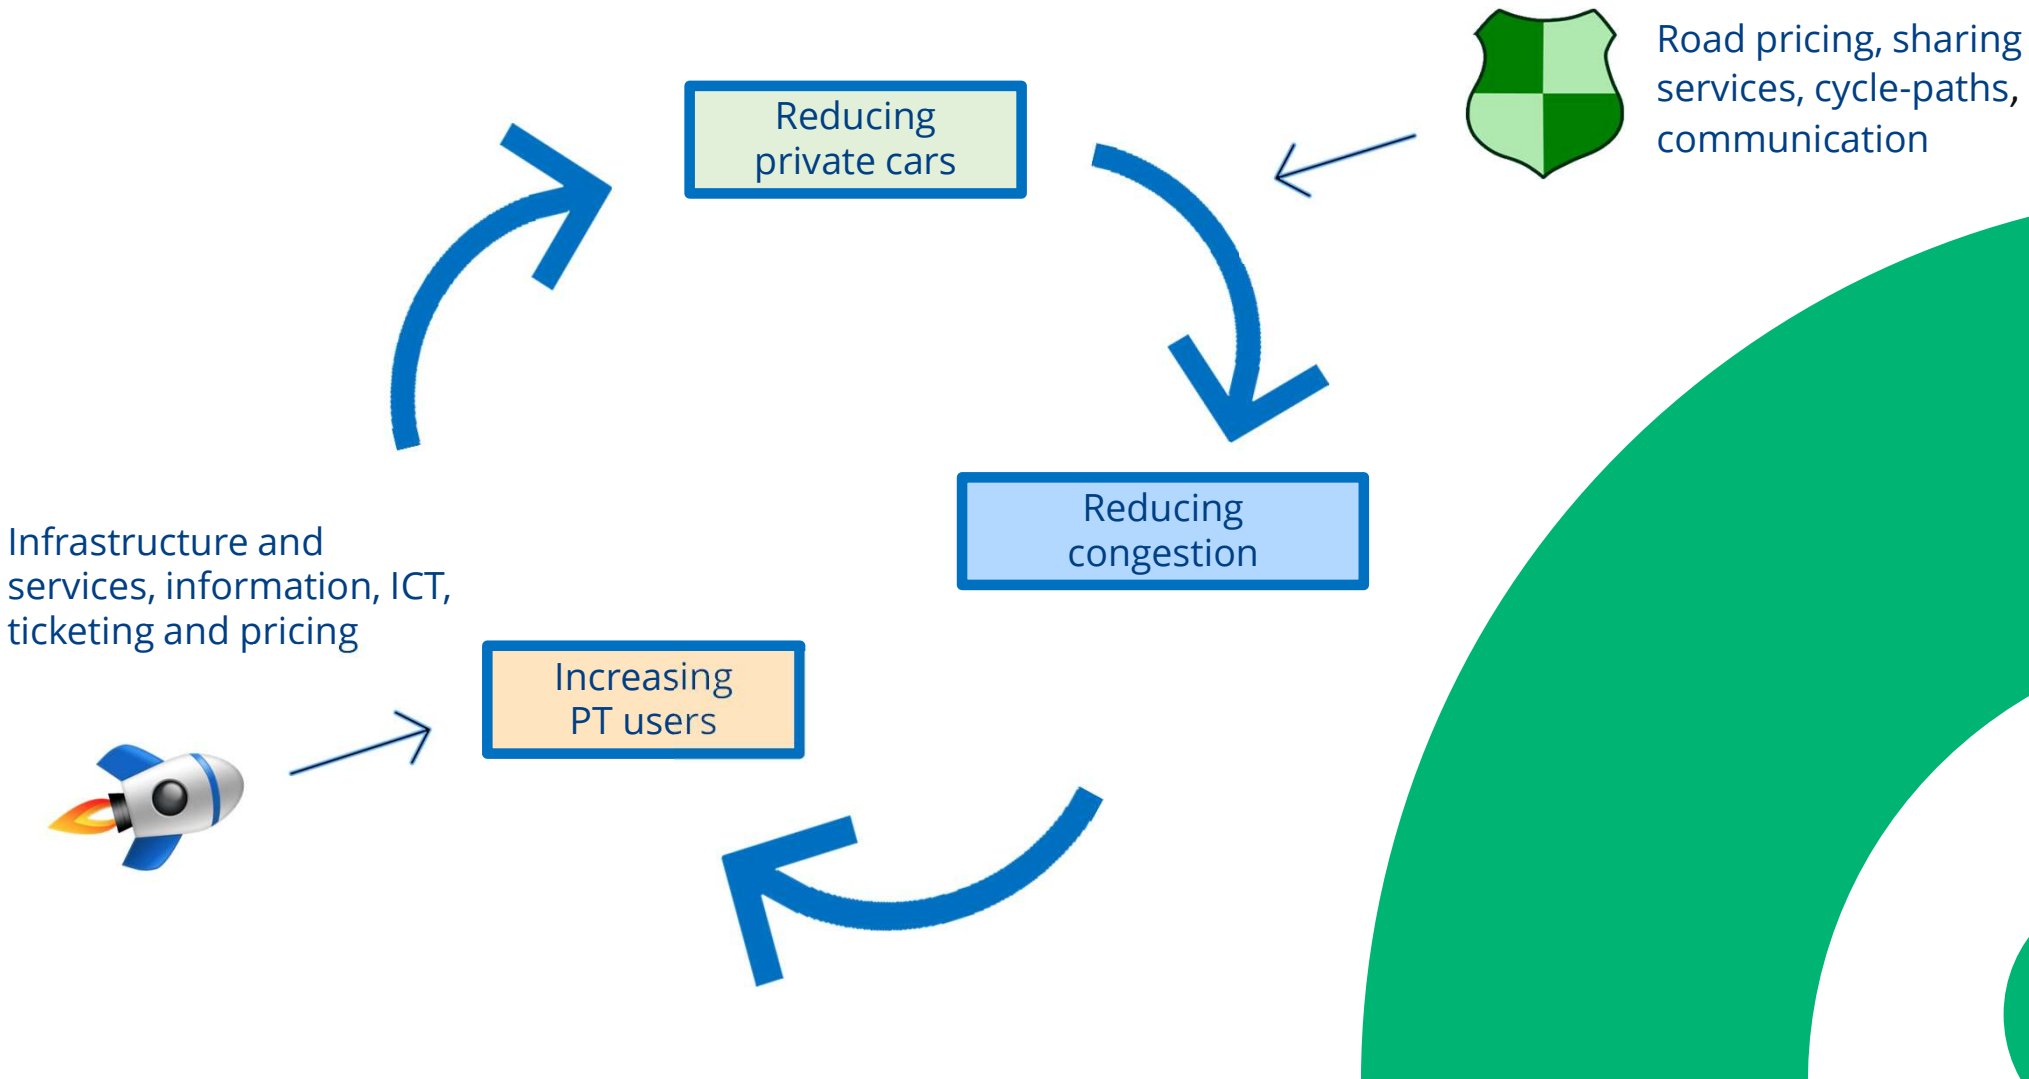 Road pricing, sharing
services, cycle-paths,
communication
Reducing
private cars
Reducing
congestion
Infrastructure and
services, information, ICT,
ticketing and pricing
Increasing
PT users